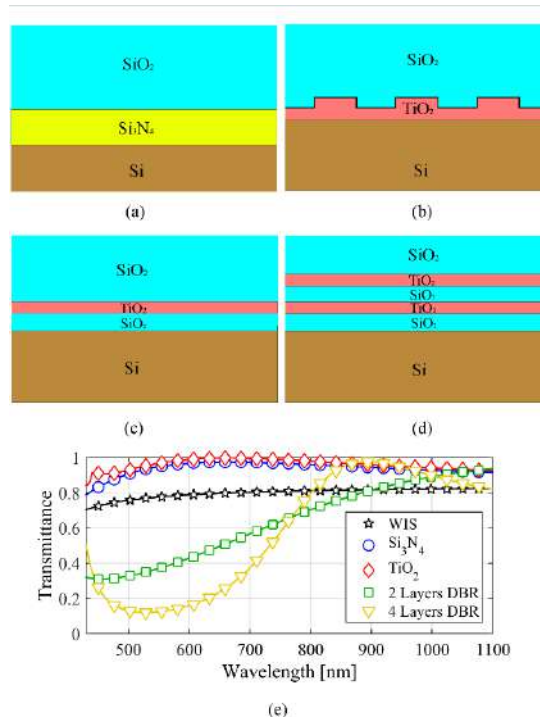 SiO₂
Si₃N₄
Si
(a)
SiO₂
TiO₂
Si
(b)
SiO₂
TiO₂
SiO₂
Si
(c)
SiO₂
TiO₂
SiO₂
TiO₂
SiO₂
Si
(d)
Transmittance
1
0.8
0.6
0.4
0.2
0
WIS
Si₃N₄
TiO₂
2 Layers DBR
4 Layers DBR
500 600 700 800 900 1000 1100
Wavelength [nm]
(e)